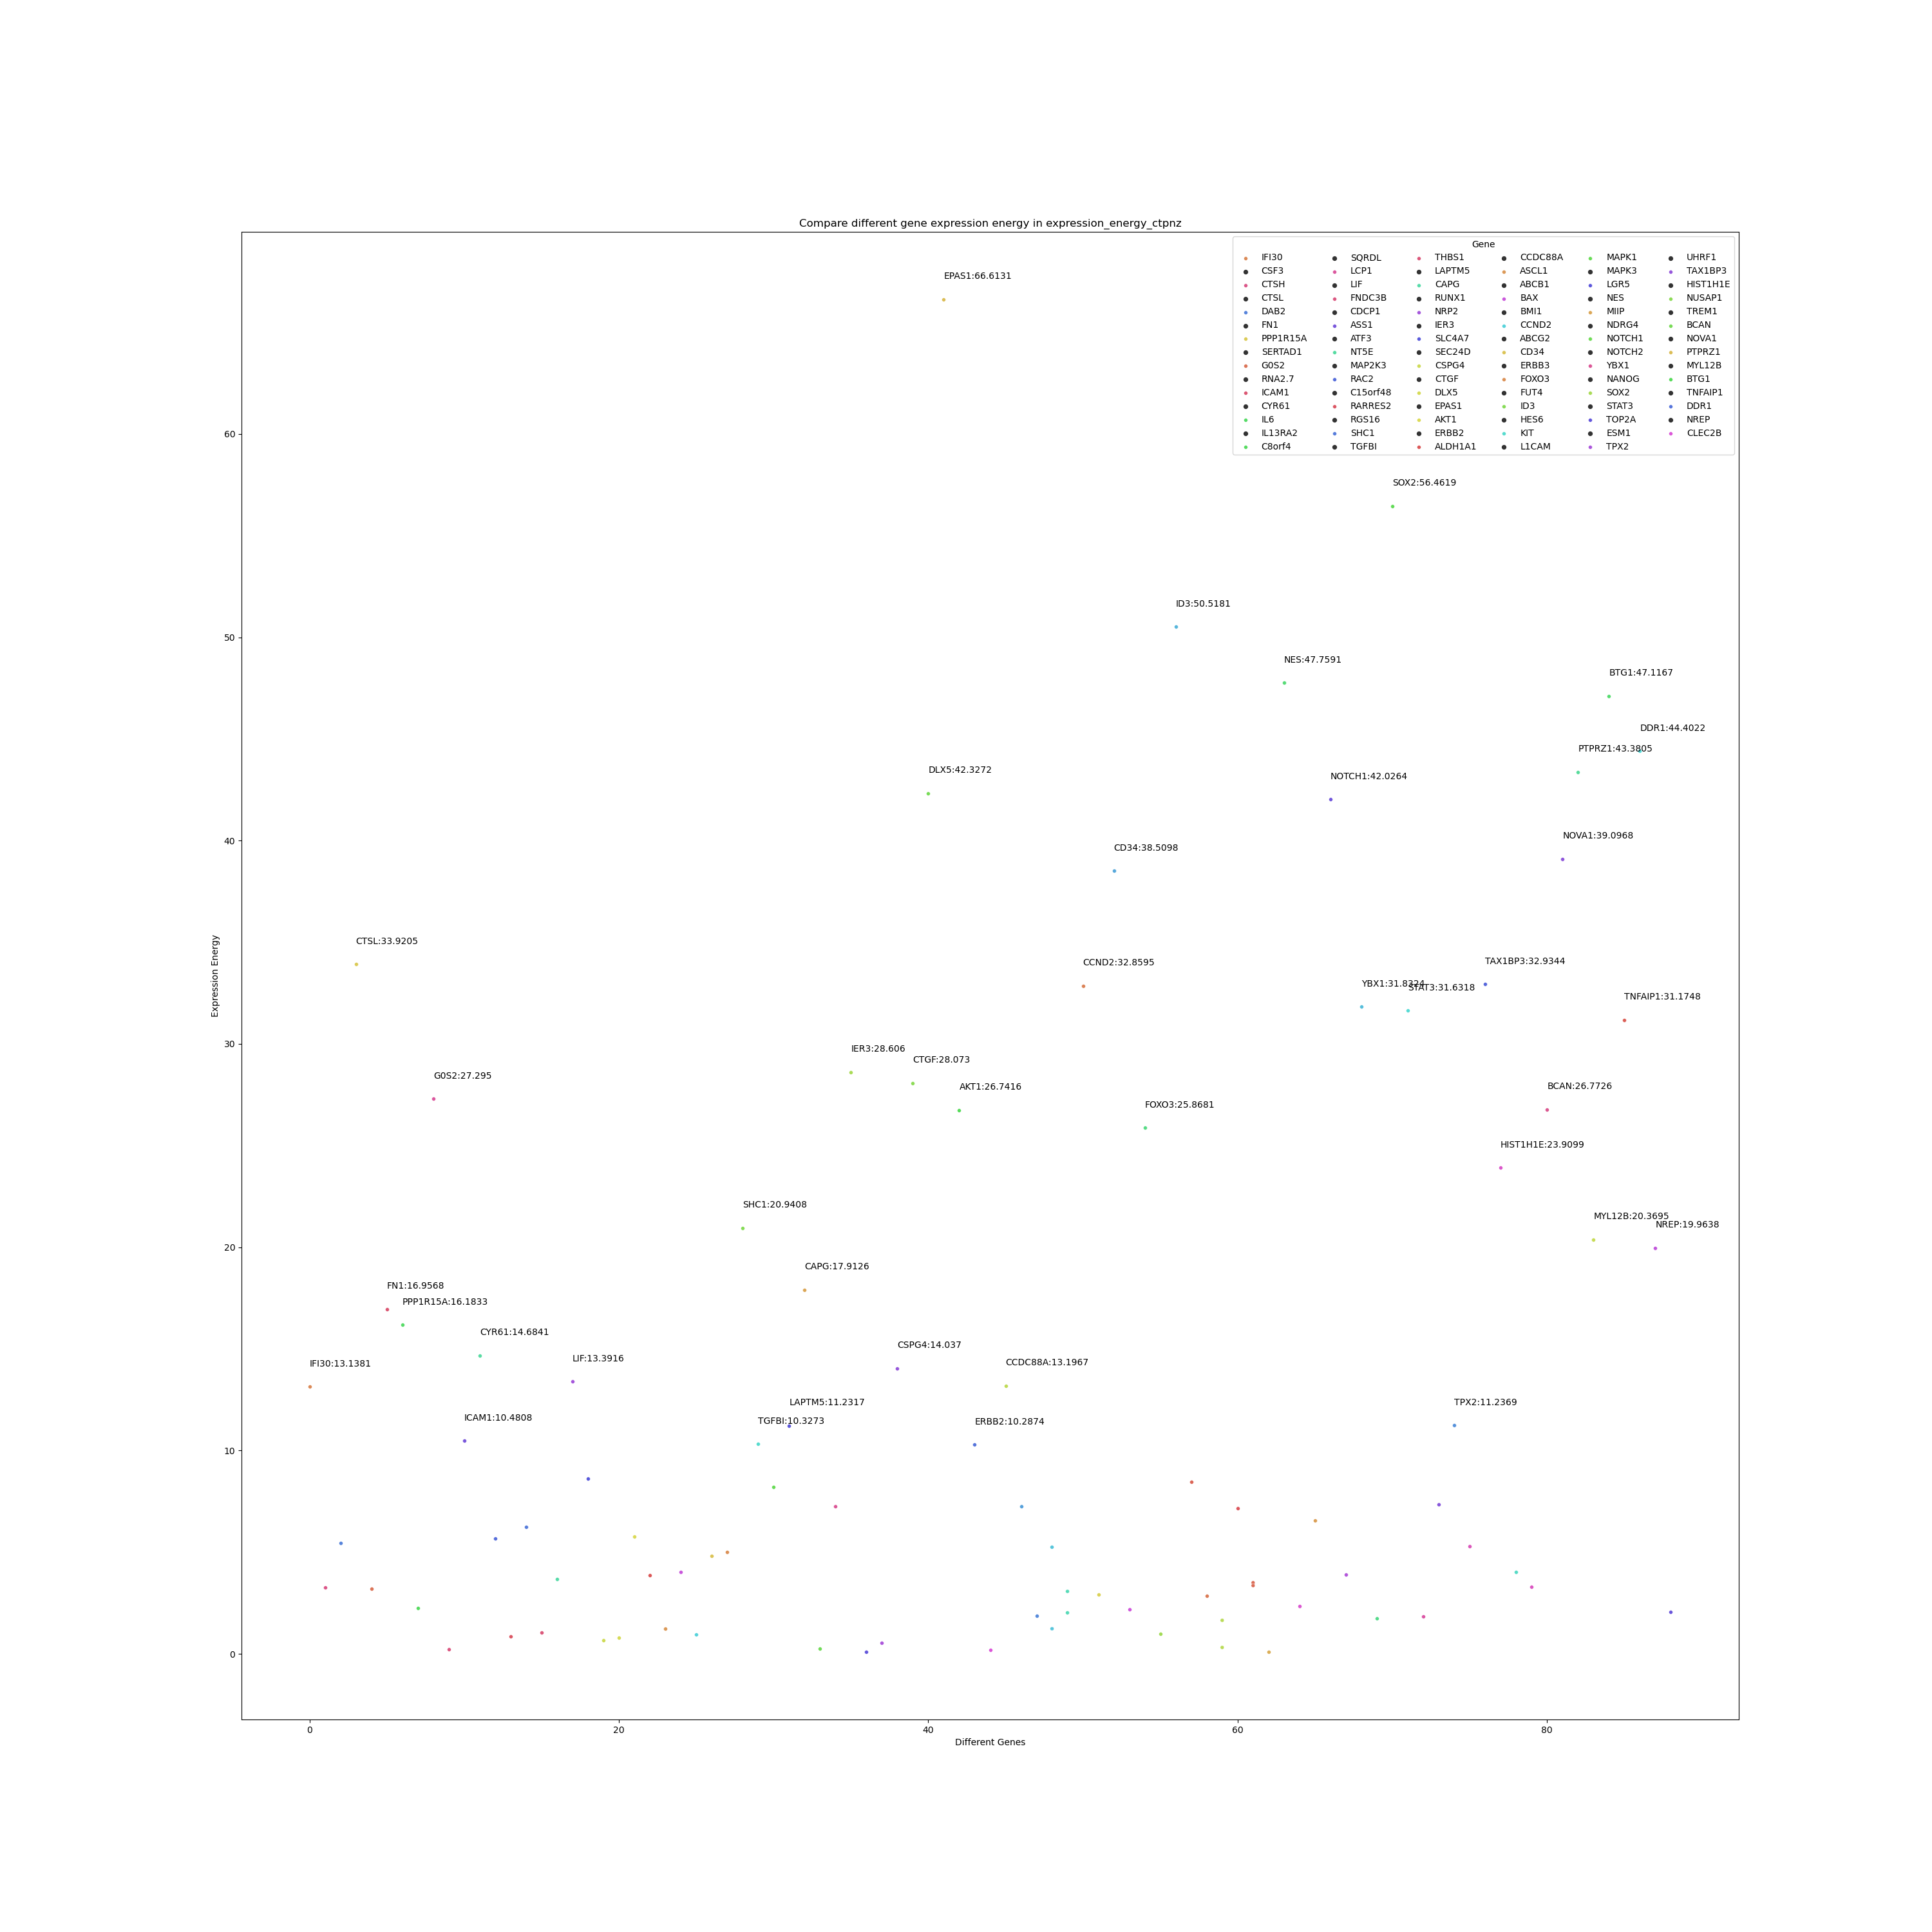 Compare different gene expression energy in expression_energy_ctpnz
Gene
IFI30 SQRDL THBS1 CCDC88A MAPK1 UHRF1
CSF3 LCP1 LAPTM5 ASCL1 MAPK3 TAX1BP3
CTSH LIF CAPG ABCB1 LGR5 HIST1H1E
CTSL FNDC3B RUNX1 BAX NES NUSAP1
DAB2 CDCP1 NRP2 BMI1 MIIP TREM1
FN1 ASS1 IER3 CCND2 NDRG4 BCAN
PPP1R15A ATF3 SLC4A7 ABCG2 NOTCH1 NOVA1
SERTAD1 NT5E SEC24D CD34 NOTCH2 PTPRZ1
G0S2 MAP2K3 CSPG4 ERBB3 YBX1 MYL12B
RNA2.7 RAC2 CTGF FOXO3 NANOG BTG1
ICAM1 C15orf48 DLX5 FUT4 SOX2 TNFAIP1
CYR61 RARRES2 EPAS1 ID3 STAT3 DDR1
IL6 RGS16 AKT1 HES6 TOP2A NREP
IL13RA2 SHC1 ERBB2 KIT ESM1 CLEC2B
C8orf4 TGFBI ALDH1A1 L1CAM TPX2
EPAS1:66.6131
SOX2:56.4619
ID3:50.5181
NES:47.7591
BTG1:47.1167
DDR1:44.4022
PTPRZ1:43.3805
DLX5:42.3272
NOTCH1:42.0264
NOVA1:39.0968
CD34:38.5098
CTSL:33.9205
TAX1BP3:32.9344
CCND2:32.8595
YBX1:31.8324
STAT3:31.6318
TNFAIP1:31.1748
IER3:28.606
CTGF:28.073
G0S2:27.295
BCAN:26.7726
AKT1:26.7416
FOXO3:25.8681
HIST1H1E:23.9099
SHC1:20.9408
MYL12B:20.3695
NREP:19.9638
CAPG:17.9126
FN1:16.9568
PPP1R15A:16.1833
CYR61:14.6841
CSPG4:14.037
LIF:13.3916
CCDC88A:13.1967
IFI30:13.1381
LAPTM5:11.2317
TPX2:11.2369
ICAM1:10.4808
TGFBI:10.3273
ERBB2:10.2874
60
50
40
30
20
10
0
Expression Energy
0 20 40 60 80
Different Genes